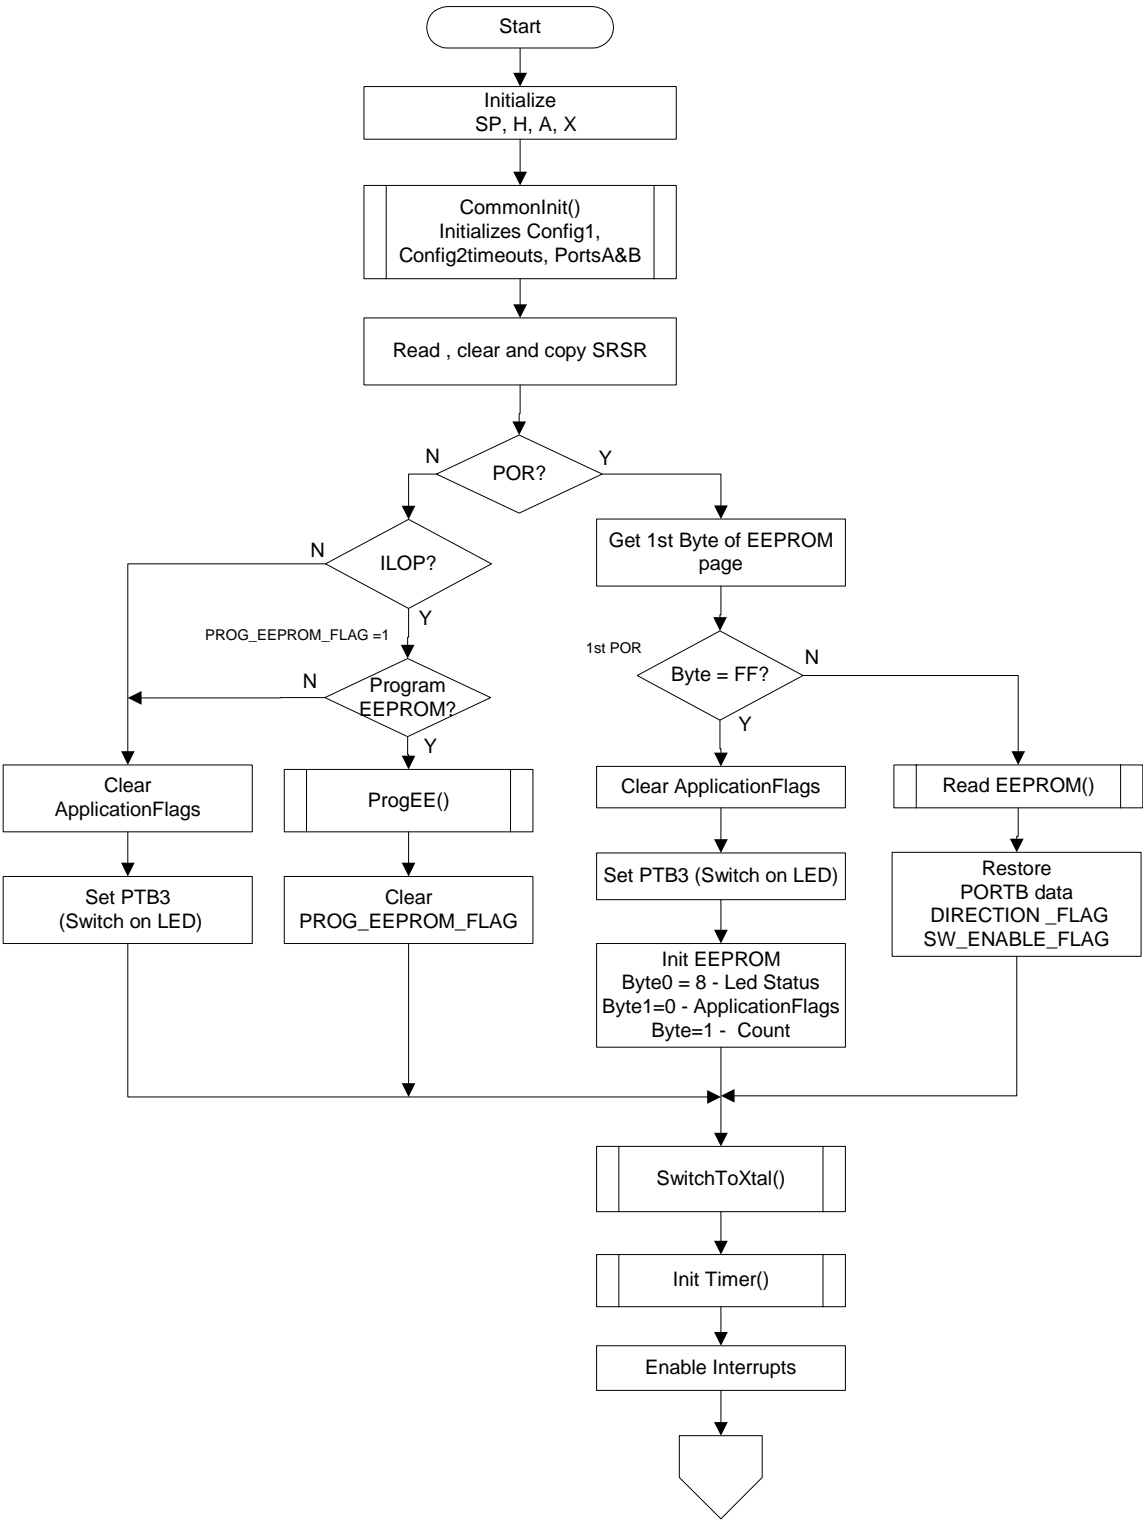 Start
Initialize
SP, H, A, X
CommonInit()
Initializes Config1,
Config2timeouts, PortsA&B
Read , clear and copy SRSR
N
POR?
Y
N
ILOP?
Y
Get 1st Byte of EEPROM
page
PROG_EEPROM_FLAG =1
1st POR
N
Program
EEPROM?
Y
Byte = FF?
N
Y
Clear
ApplicationFlags
ProgEE()
Clear ApplicationFlags
Read EEPROM()
Set PTB3
(Switch on LED)
Clear
PROG_EEPROM_FLAG
Set PTB3 (Switch on LED)
Restore
PORTB data
DIRECTION _FLAG
SW_ENABLE_FLAG
Init EEPROM
Byte0 = 8 - Led Status
Byte1=0 - ApplicationFlags
Byte=1 -  Count
SwitchToXtal()
Init Timer()
Enable Interrupts